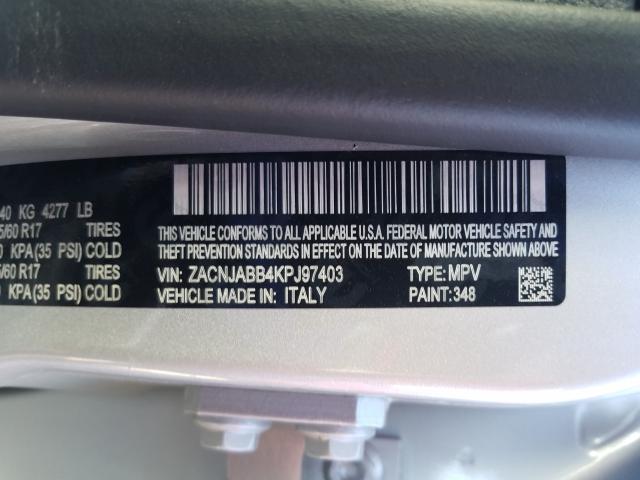 40 KG 4277 LB
5/60 R17 TIRES
KPA (35 PSI) COLD
/60 R17 TIRES
KPA (35 PSI) COLD
THIS VEHICLE CONFORMS TO ALL APPLICABLE U.S.A. FEDERAL MOTOR VEHICLE SAFETY AND
THEFT PREVENTION STANDARDS IN EFFECT ON THE DATE OF MANUFACTURE SHOWN ABOVE.
VIN: ZACNJABB4KPJ97403 TYPE: MPV
VEHICLE MADE IN: ITALY PAINT: 348